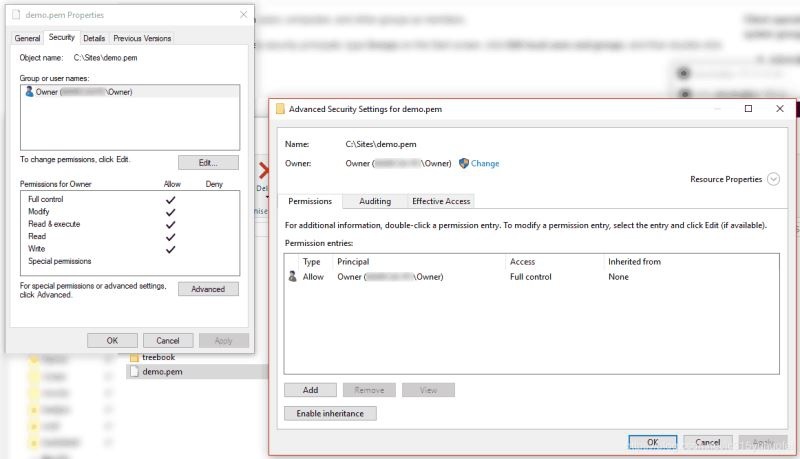 demo.pem Properties
General Security Details Previous Versions
Object name: C:\Sites\demo.pem
Group or user names:
Owner ( \Owner)
To change permissions, click Edit.
Edit...
Permissions for Owner Allow Deny
Full control
Modify
Read & execute
Read
Write
Special permissions
For special permissions or advanced settings,
click Advanced.
Advanced
OK Cancel Apply
treebook
demo.pem
Advanced Security Settings for demo.pem
Name: C:\Sites\demo.pem
Owner: Owner ( \Owner) Change
Resource Properties
Permissions Auditing Effective Access
For additional information, double-click a permission entry. To modify a permission entry, select the entry and click Edit (if available).
Permission entries:
Type Principal Access Inherited from
Allow Owner ( \Owner) Full control None
Add Remove View
Enable inheritance
OK Cancel Apply